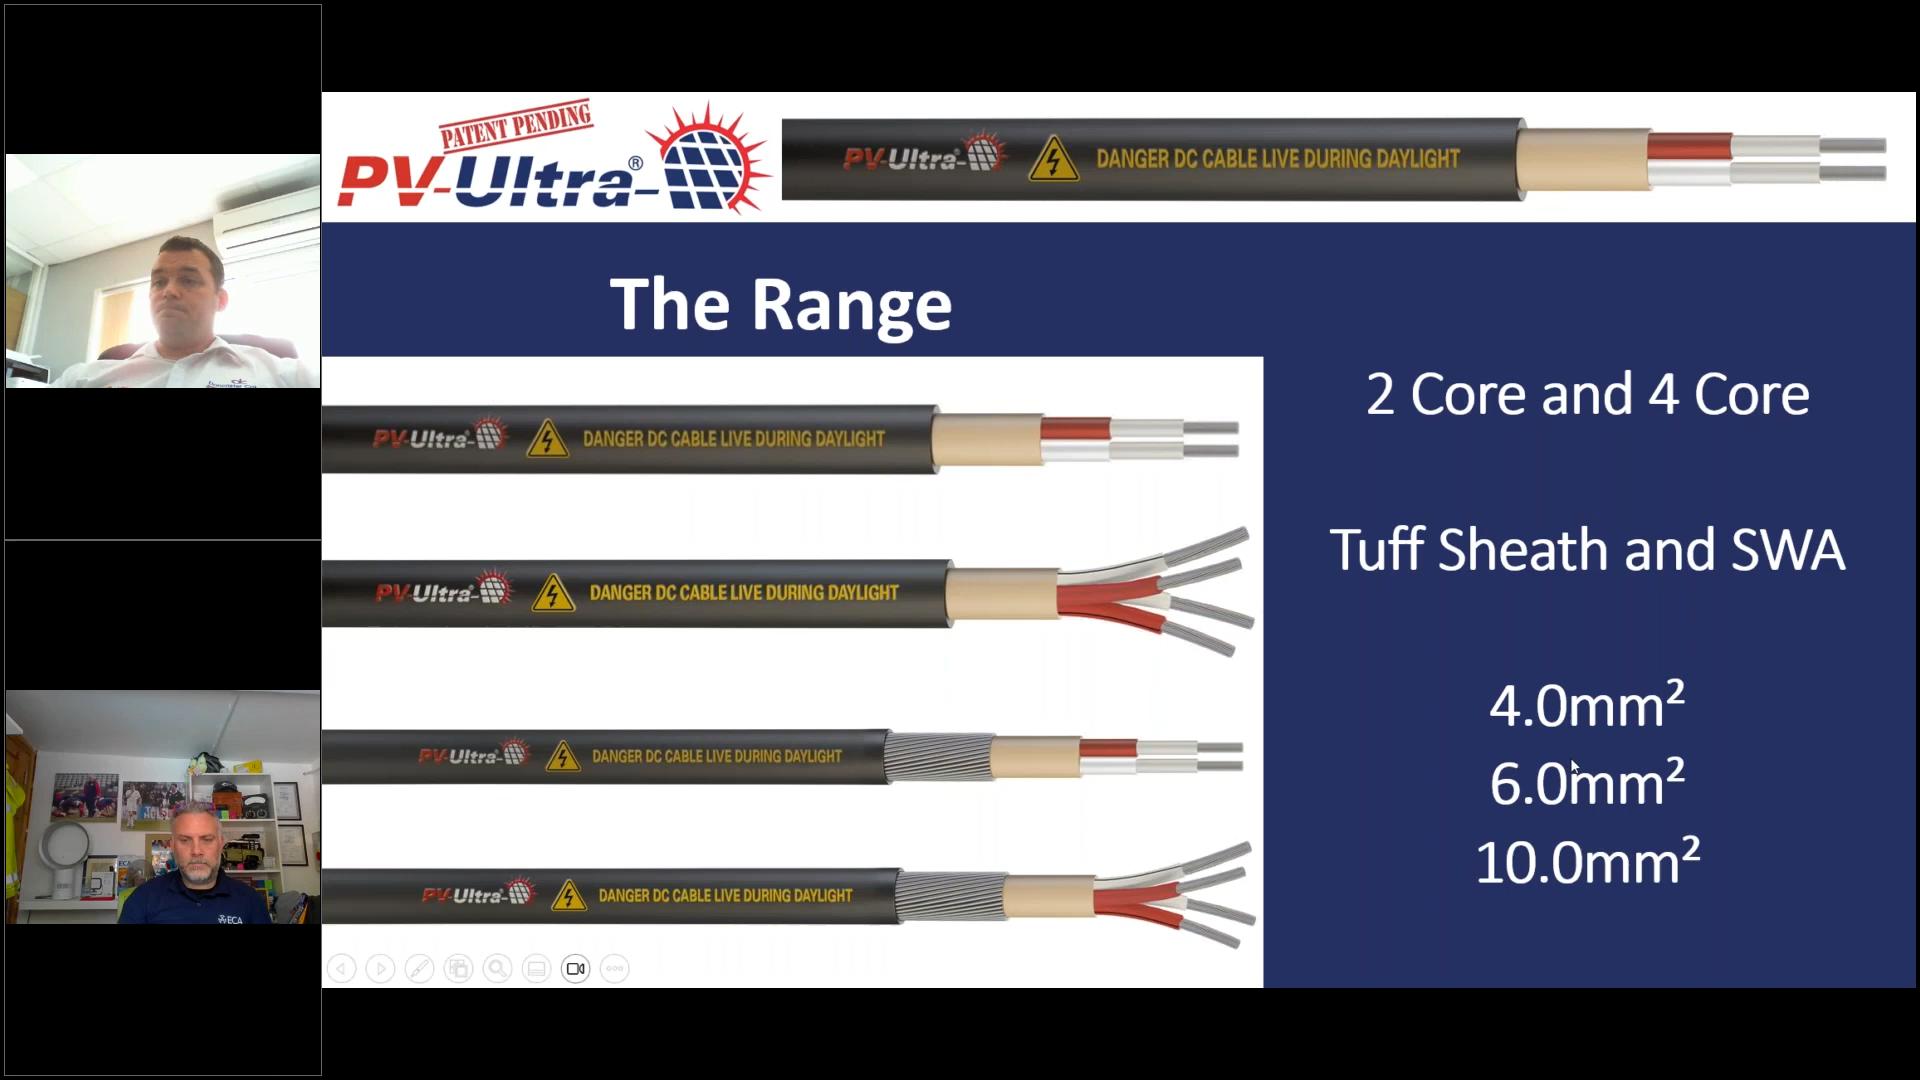 PATENT PENDING
PV-Ultra®
PV-Ultra DANGER DC CABLE LIVE DURING DAYLIGHT
The Range
2 Core and 4 Core
Tuff Sheath and SWA
4.0mm²
6.0mm²
10.0mm²
PV-Ultra DANGER DC CABLE LIVE DURING DAYLIGHT
PV-Ultra DANGER DC CABLE LIVE DURING DAYLIGHT
PV-Ultra DANGER DC CABLE LIVE DURING DAYLIGHT
PV-Ultra DANGER DC CABLE LIVE DURING DAYLIGHT
ECA
ECA